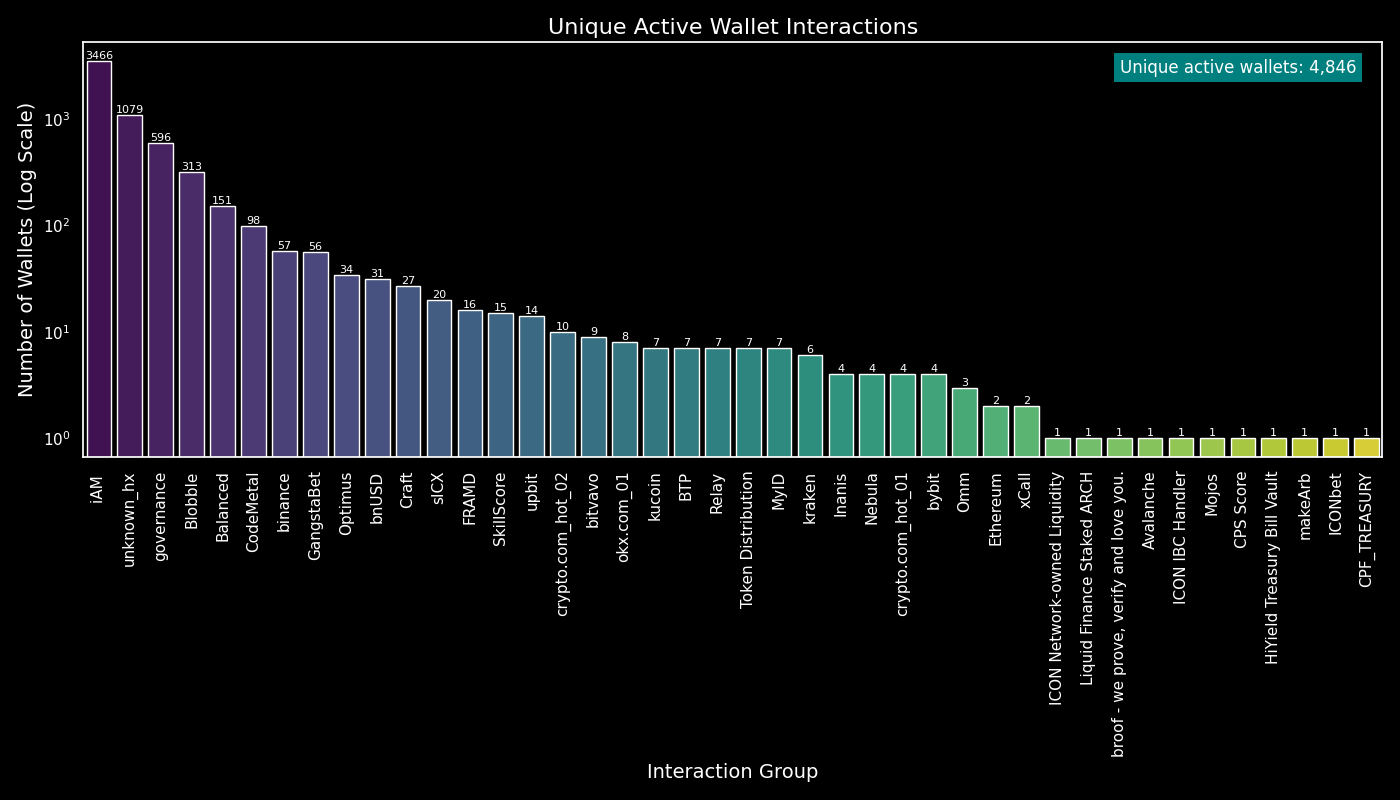 Unique Active Wallet Interactions
Unique active wallets: 4,846
Number of Wallets (Log Scale)
10³
10²
10¹
10⁰
3466
1079
596
313
151
98
57
56
34
31
27
20
16
15
14
10
9
8
7
7
7
7
7
6
4
4
4
4
3
2
2
1
1
1
1
1
1
1
1
1
1
1
iAM
unknown_hx
governance
Blobble
Balanced
CodeMetal
binance
GangstaBet
Optimus
bnUSD
Craft
sICX
FRAMD
SkillScore
upbit
crypto.com_hot_02
bitvavo
okx.com_01
kucoin
BTP
Relay
Token Distribution
MyID
kraken
Inanis
Nebula
crypto.com_hot_01
bybit
Omm
Ethereum
xCall
ICON Network-owned Liquidity
Liquid Finance Staked ARCH
broof - we prove, verify and love you.
Avalanche
ICON IBC Handler
Mojos
CPS Score
HiYield Treasury Bill Vault
makeArb
ICONbet
CPF_TREASURY
Interaction Group